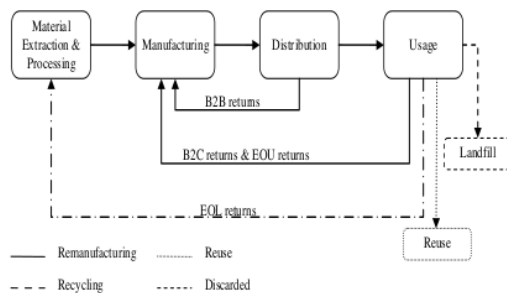 Material
Extraction &
Processing
Manufacturing
Distribution
Usage
B2B returns
B2C returns & EOU returns
Landfill
EOL returns
Reuse
Remanufacturing
Reuse
Recycling
Discarded